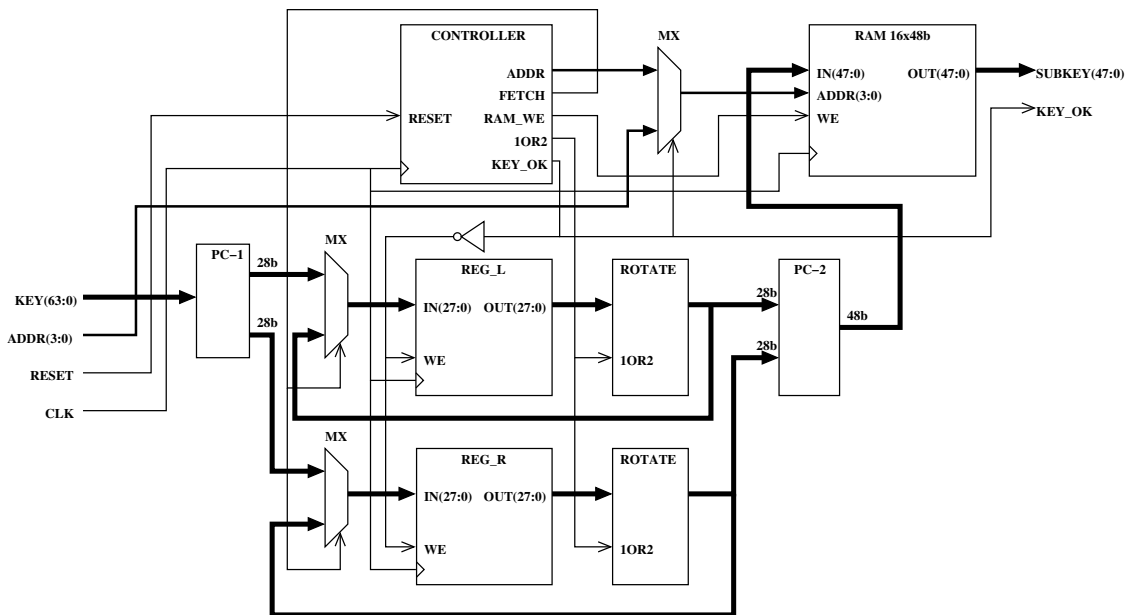 CONTROLLER
ADDR
FETCH
RESET
RAM_WE
1OR2
KEY_OK
MX
RAM 16x48b
IN(47:0) OUT(47:0)
ADDR(3:0)
WE
SUBKEY(47:0)
KEY_OK
KEY(63:0)
ADDR(3:0)
RESET
CLK
PC-1
28b
28b
MX
REG_L
IN(27:0) OUT(27:0)
WE
ROTATE
1OR2
28b
28b
PC-2
48b
MX
REG_R
IN(27:0) OUT(27:0)
WE
ROTATE
1OR2